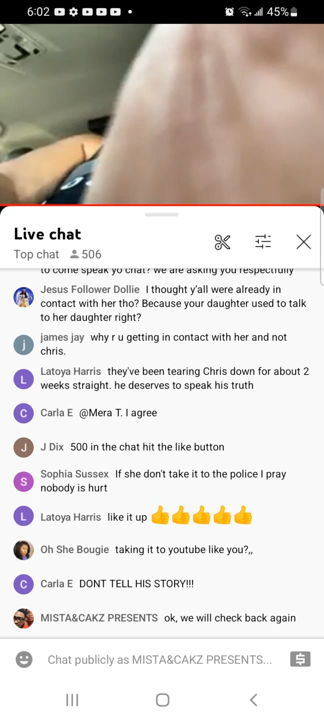 6:02
45%
Live chat
Top chat 506
to come speak yo chat? we are asking you respectfully
Jesus Follower Dollie I thought y'all were already in
contact with her tho? Because your daughter used to talk
to her daughter right?
j
james jay why r u getting in contact with her and not
chris.
L
Latoya Harris they've been tearing Chris down for about 2
weeks straight. he deserves to speak his truth
C
Carla E @Mera T. I agree
J
J Dix 500 in the chat hit the like button
S
Sophia Sussex If she don't take it to the police I pray
nobody is hurt
L
Latoya Harris like it up 👍👍👍👍👍
Oh She Bougie taking it to youtube like you?,,
C
Carla E DONT TELL HIS STORY!!!
MISTA&CAKZ PRESENTS ok, we will check back again
Chat publicly as MISTA&CAKZ PRESENTS...